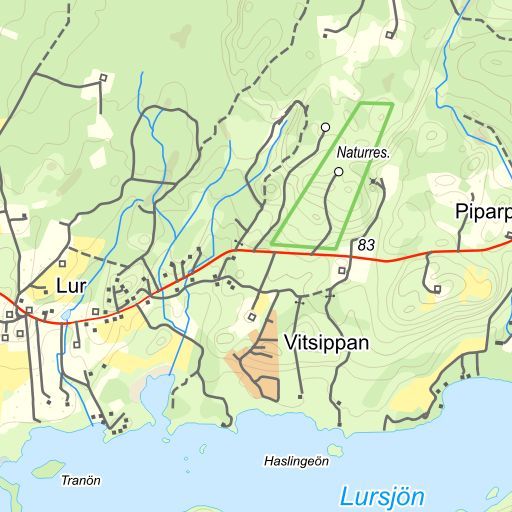 Naturres.
Piparp
83
Lur
Vitsippan
Haslingeön
Tranön
Lursjön